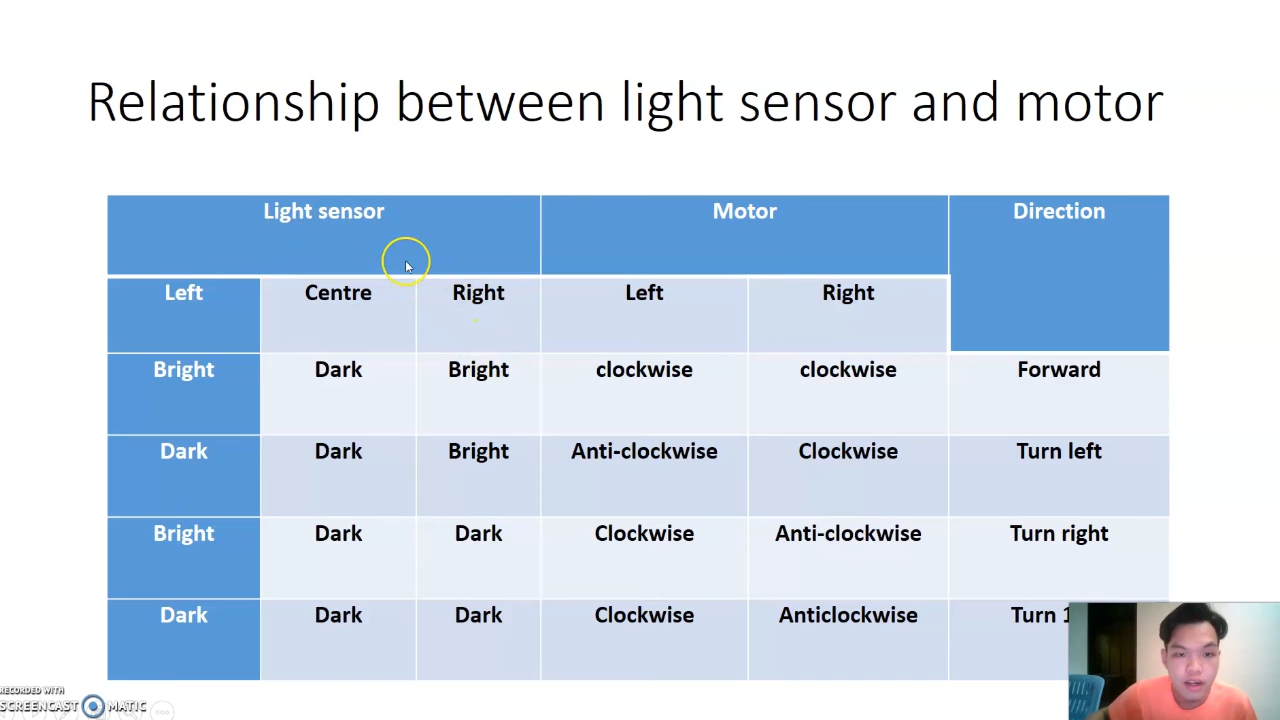 Relationship between light sensor and motor
Light sensor Motor Direction
Left Centre Right Left Right
Bright Dark Bright clockwise clockwise Forward
Dark Dark Bright Anti-clockwise Clockwise Turn left
Bright Dark Dark Clockwise Anti-clockwise Turn right
Dark Dark Dark Clockwise Anticlockwise Turn
RECORDED WITH
SCREENCAST MATIC